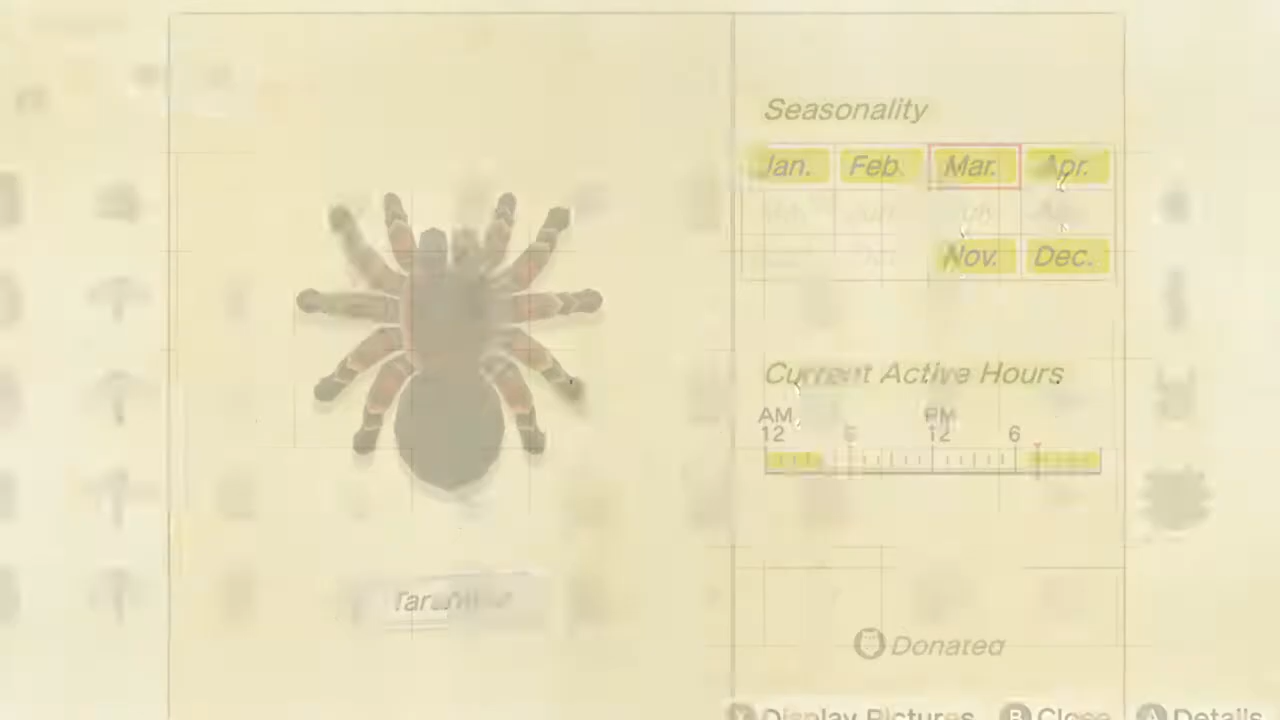 Seasonality
Jan. Feb. Mar. Apr.
Nov. Dec.
Current Active Hours
AM PM
12 6 12 6
Donated
Y Display Pictures B Close A Details